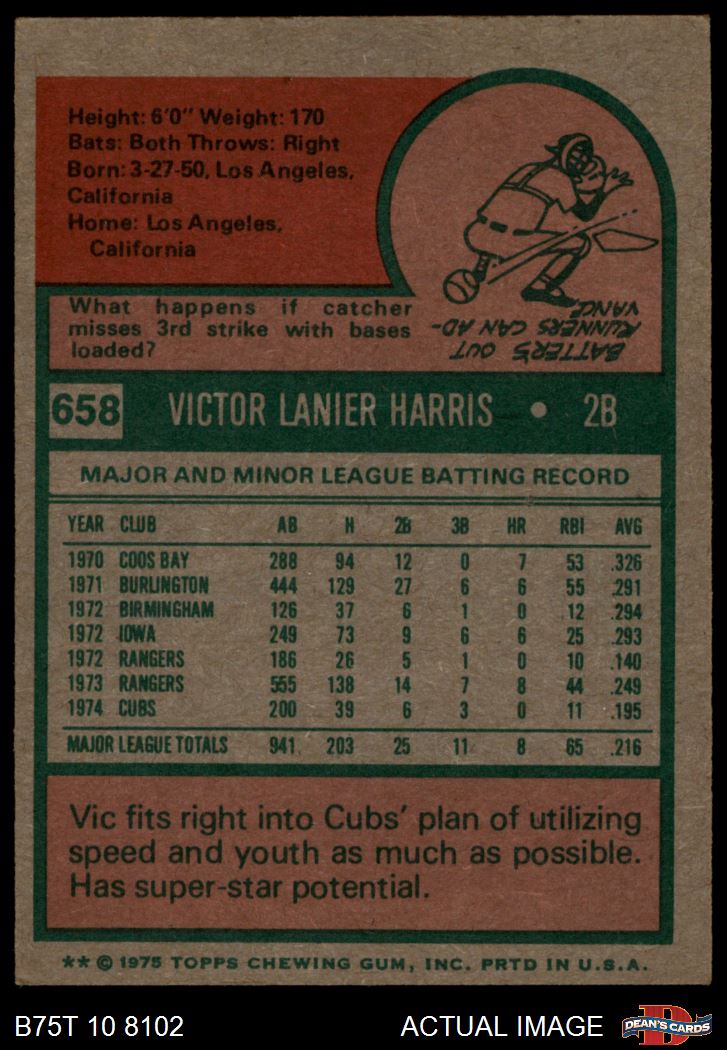 Height: 6'0" Weight: 170
Bats: Both Throws: Right
Born: 3-27-50, Los Angeles,
California
Home: Los Angeles,
California
What happens if catcher
misses 3rd strike with bases
loaded?
BATTER'S OUT
RUNNERS CAN AD-
VANCE
658 VICTOR LANIER HARRIS • 2B
MAJOR AND MINOR LEAGUE BATTING RECORD
YEAR CLUB AB H 2B 3B HR RBI AVG
1970 COOS BAY 288 94 12 0 7 53 .326
1971 BURLINGTON 444 129 27 6 6 55 .291
1972 BIRMINGHAM 126 37 6 1 0 12 .294
1972 IOWA 249 73 9 6 6 25 .293
1972 RANGERS 186 26 5 1 0 10 .140
1973 RANGERS 555 138 14 7 8 44 .249
1974 CUBS 200 39 6 3 0 11 .195
MAJOR LEAGUE TOTALS 941 203 25 11 8 65 .216
Vic fits right into Cubs' plan of utilizing
speed and youth as much as possible.
Has super-star potential.
** © 1975 TOPPS CHEWING GUM, INC. PRTD IN U.S.A.
B75T 10 8102 ACTUAL IMAGE D DEAN'S CARDS